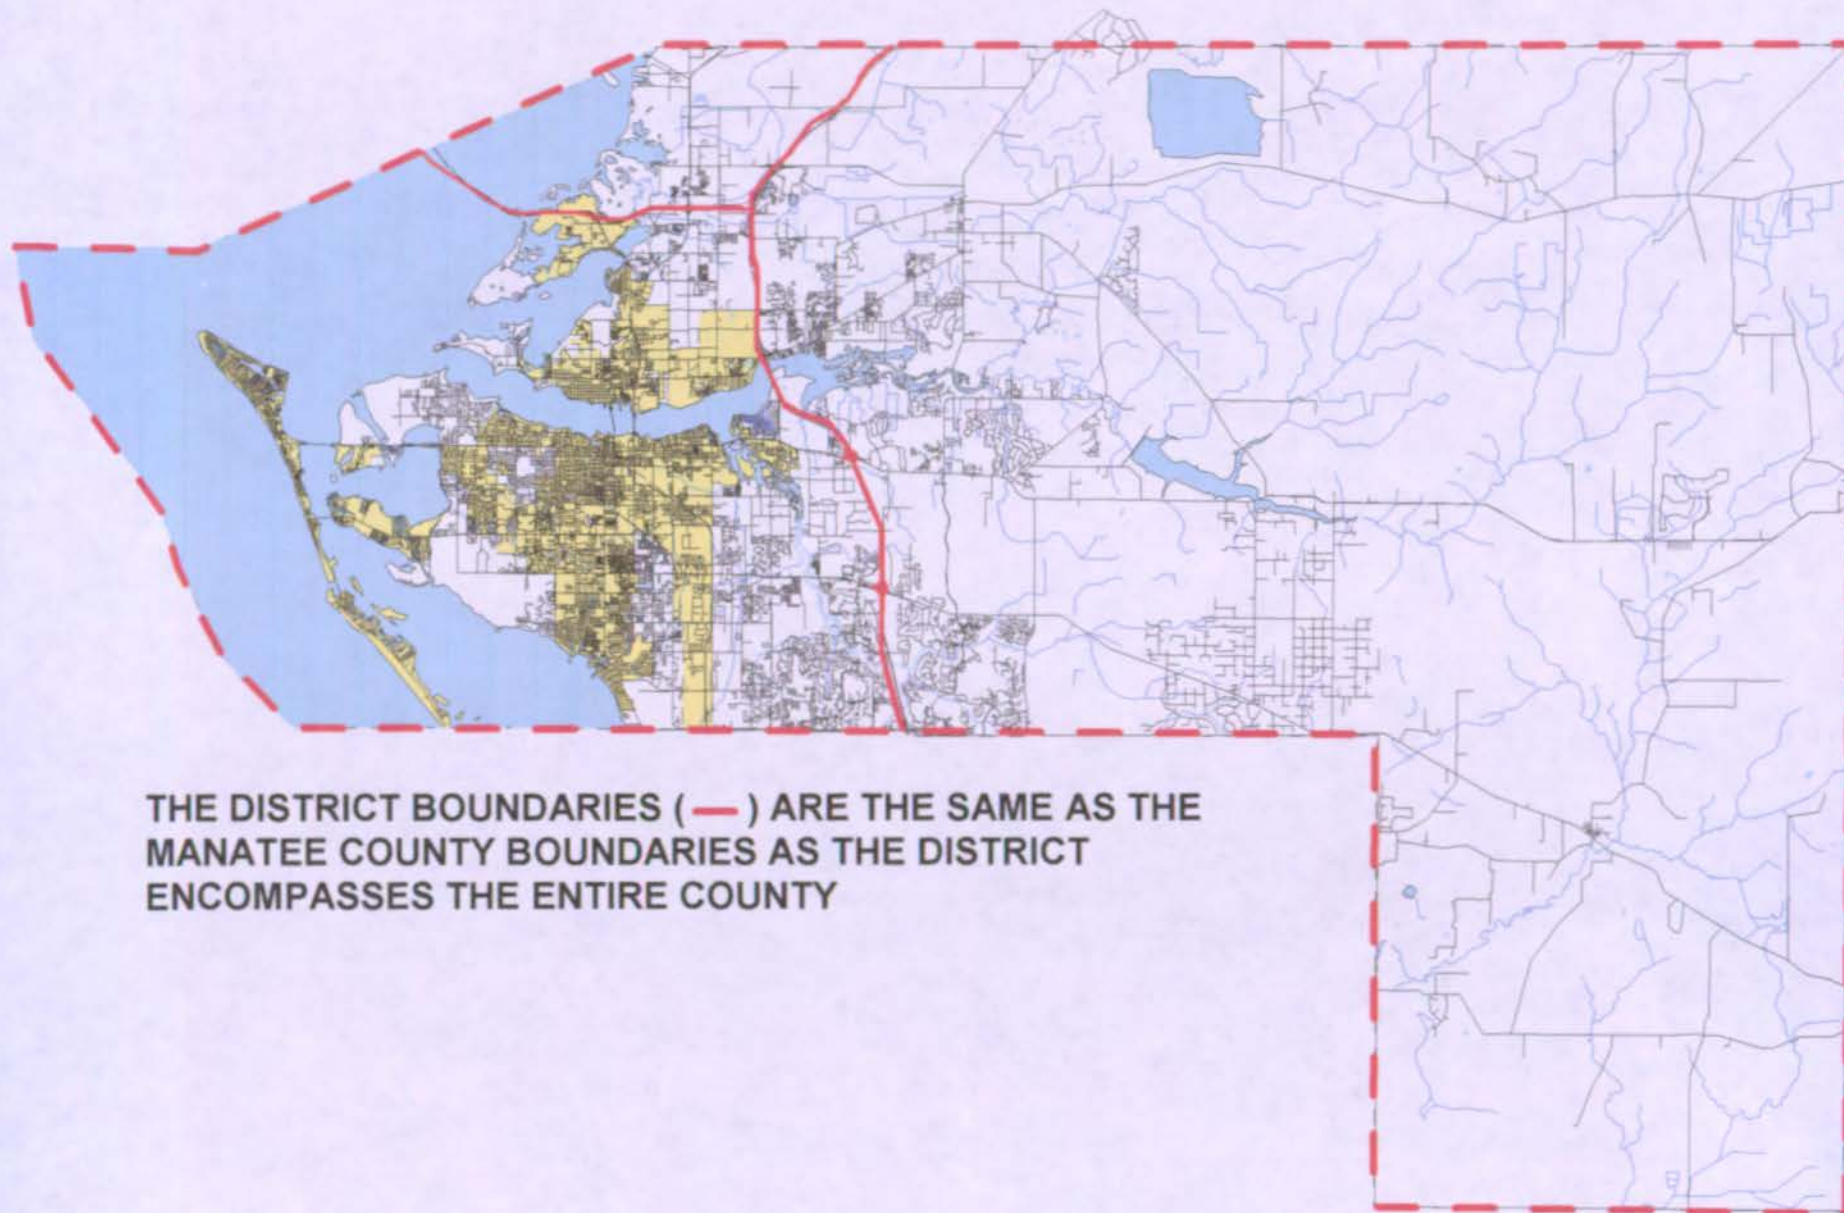 THE DISTRICT BOUNDARIES ( — ) ARE THE SAME AS THE
MANATEE COUNTY BOUNDARIES AS THE DISTRICT
ENCOMPASSES THE ENTIRE COUNTY